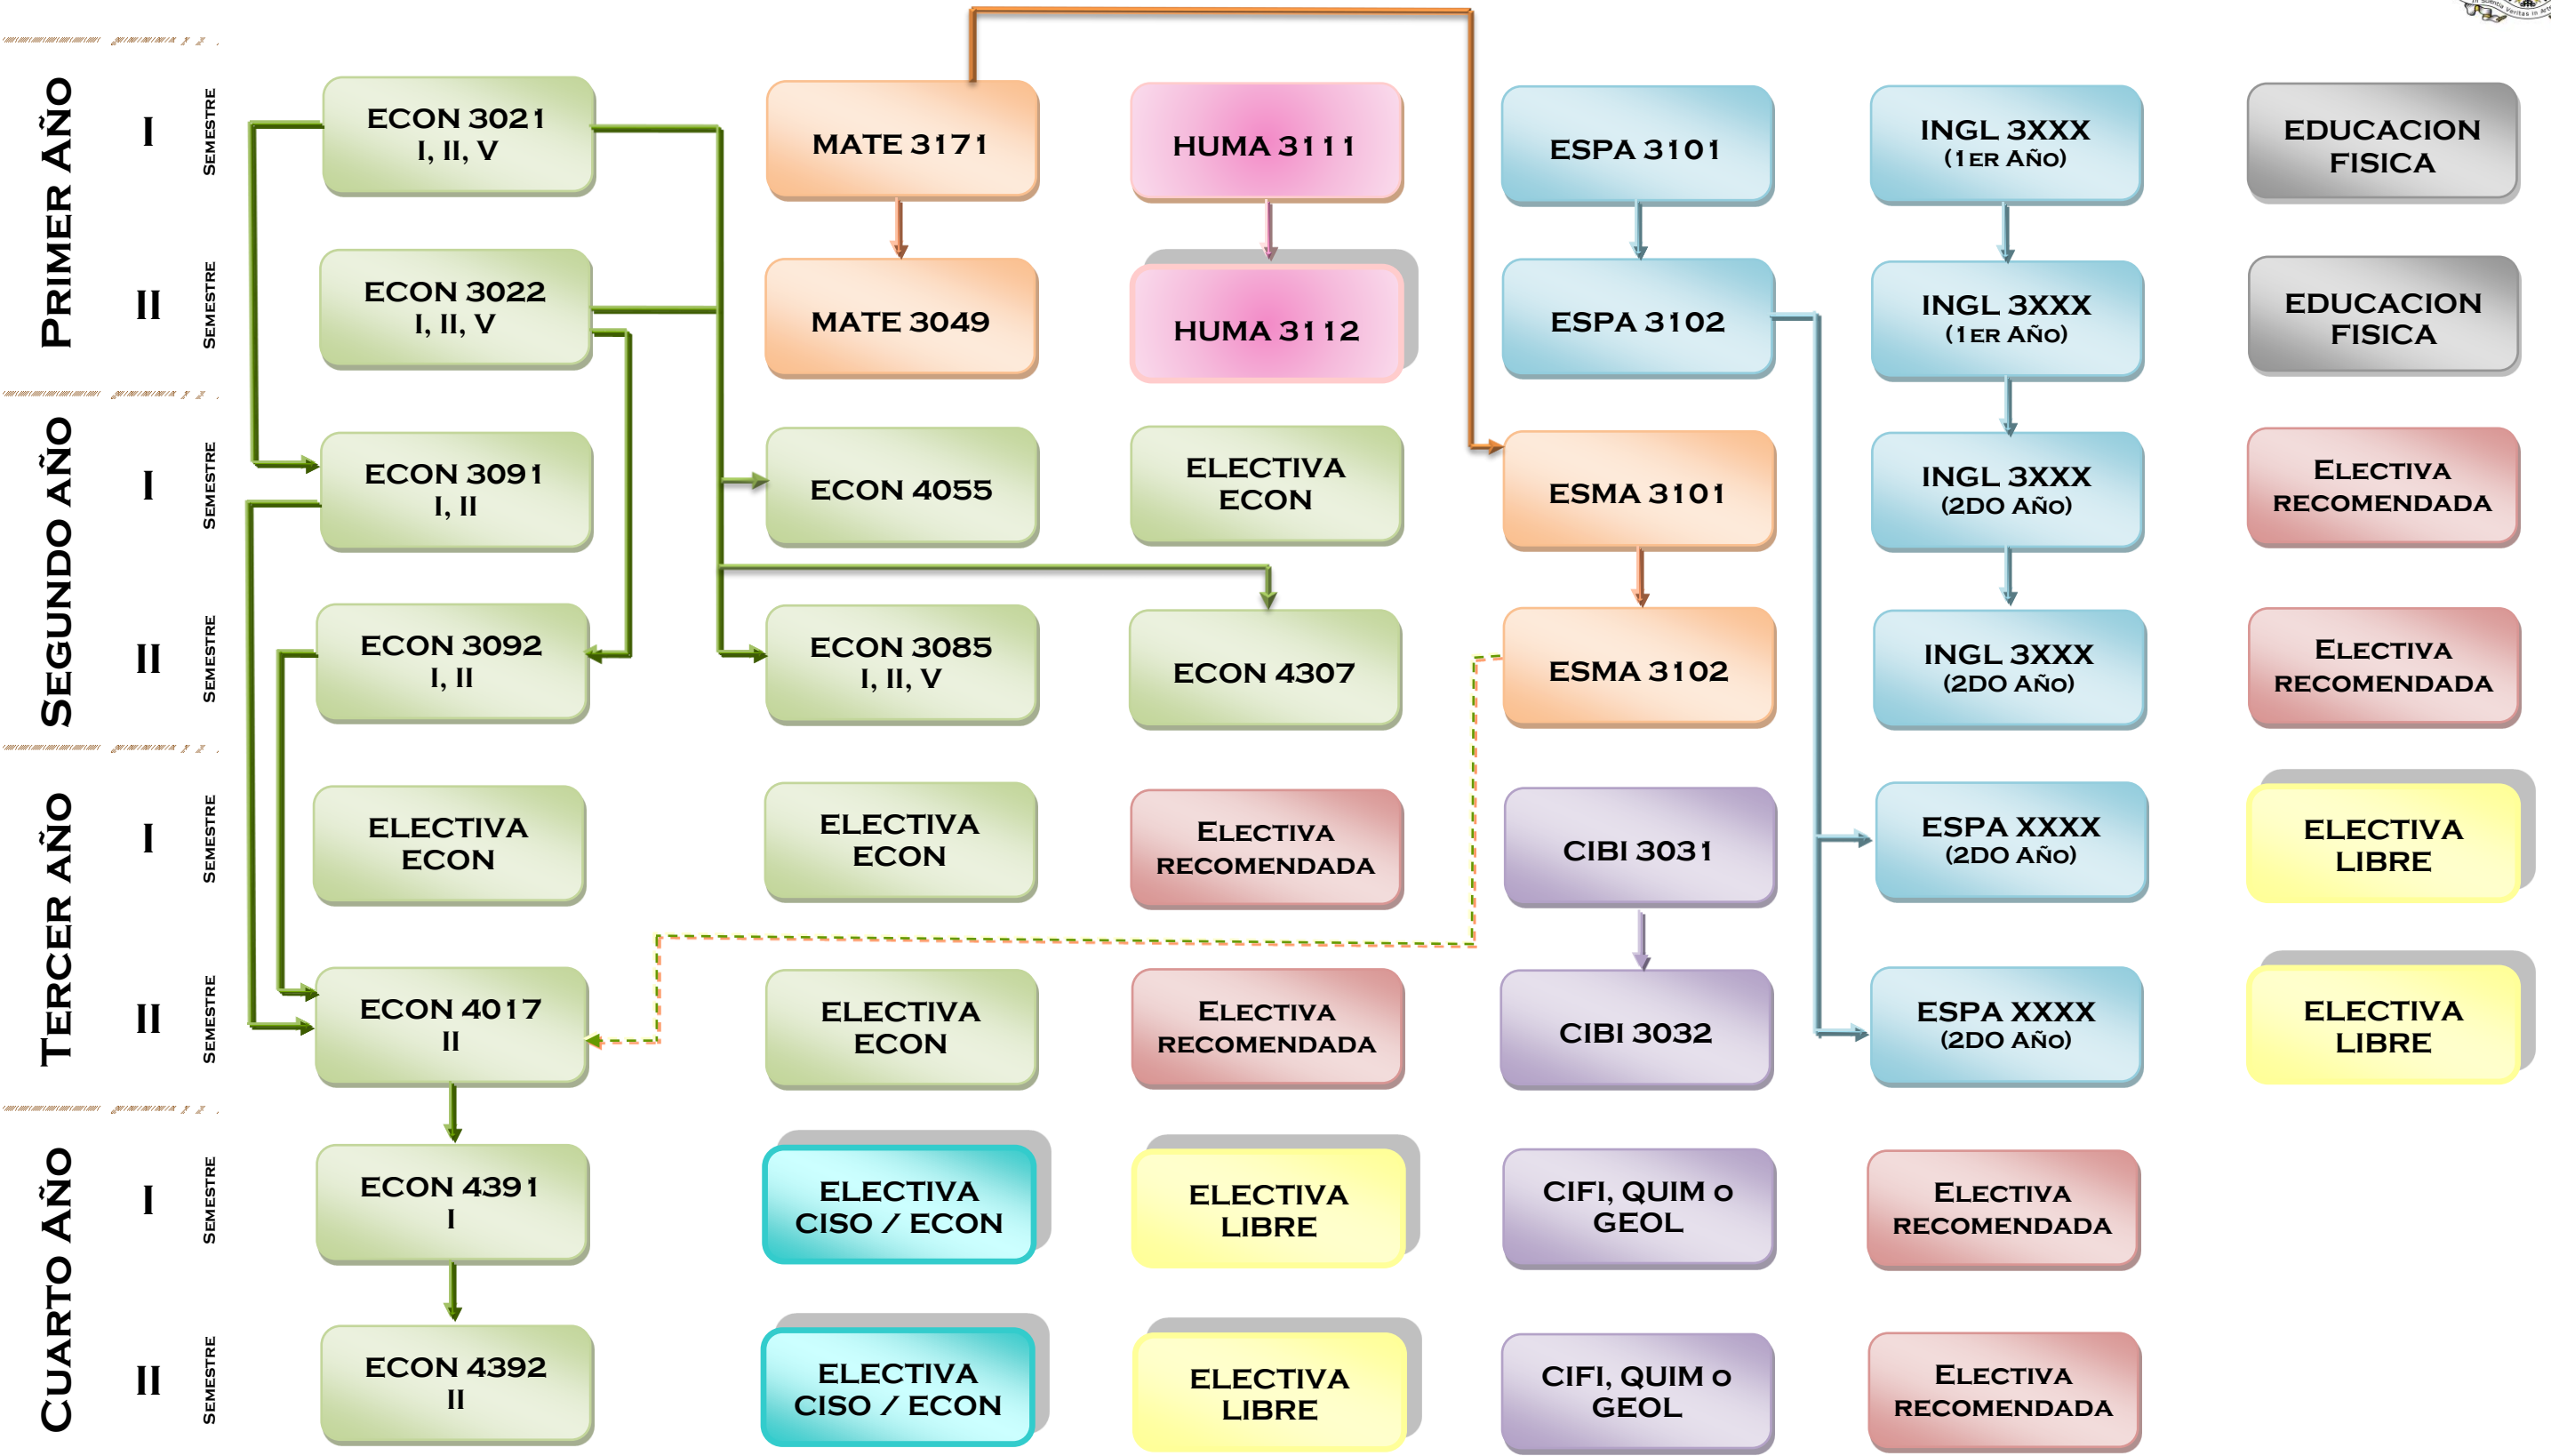 In Scientia Veritas in Arte
PRIMER AÑO
I
SEMESTRE
ECON 3021
I, II, V
MATE 3171
HUMA 3111
ESPA 3101
INGL 3XXX
(1ER AÑO)
EDUCACION
FISICA
II
SEMESTRE
ECON 3022
I, II, V
MATE 3049
HUMA 3112
ESPA 3102
INGL 3XXX
(1ER AÑO)
EDUCACION
FISICA
SEGUNDO AÑO
I
SEMESTRE
ECON 3091
I, II
ECON 4055
ELECTIVA
ECON
ESMA 3101
INGL 3XXX
(2DO AÑO)
ELECTIVA
RECOMENDADA
II
SEMESTRE
ECON 3092
I, II
ECON 3085
I, II, V
ECON 4307
ESMA 3102
INGL 3XXX
(2DO AÑO)
ELECTIVA
RECOMENDADA
TERCER AÑO
I
SEMESTRE
ELECTIVA
ECON
ELECTIVA
ECON
ELECTIVA
RECOMENDADA
CIBI 3031
ESPA XXXX
(2DO AÑO)
ELECTIVA
LIBRE
II
SEMESTRE
ECON 4017
II
ELECTIVA
ECON
ELECTIVA
RECOMENDADA
CIBI 3032
ESPA XXXX
(2DO AÑO)
ELECTIVA
LIBRE
CUARTO AÑO
I
SEMESTRE
ECON 4391
I
ELECTIVA
CISO / ECON
ELECTIVA
LIBRE
CIFI, QUIM O
GEOL
ELECTIVA
RECOMENDADA
II
SEMESTRE
ECON 4392
II
ELECTIVA
CISO / ECON
ELECTIVA
LIBRE
CIFI, QUIM O
GEOL
ELECTIVA
RECOMENDADA